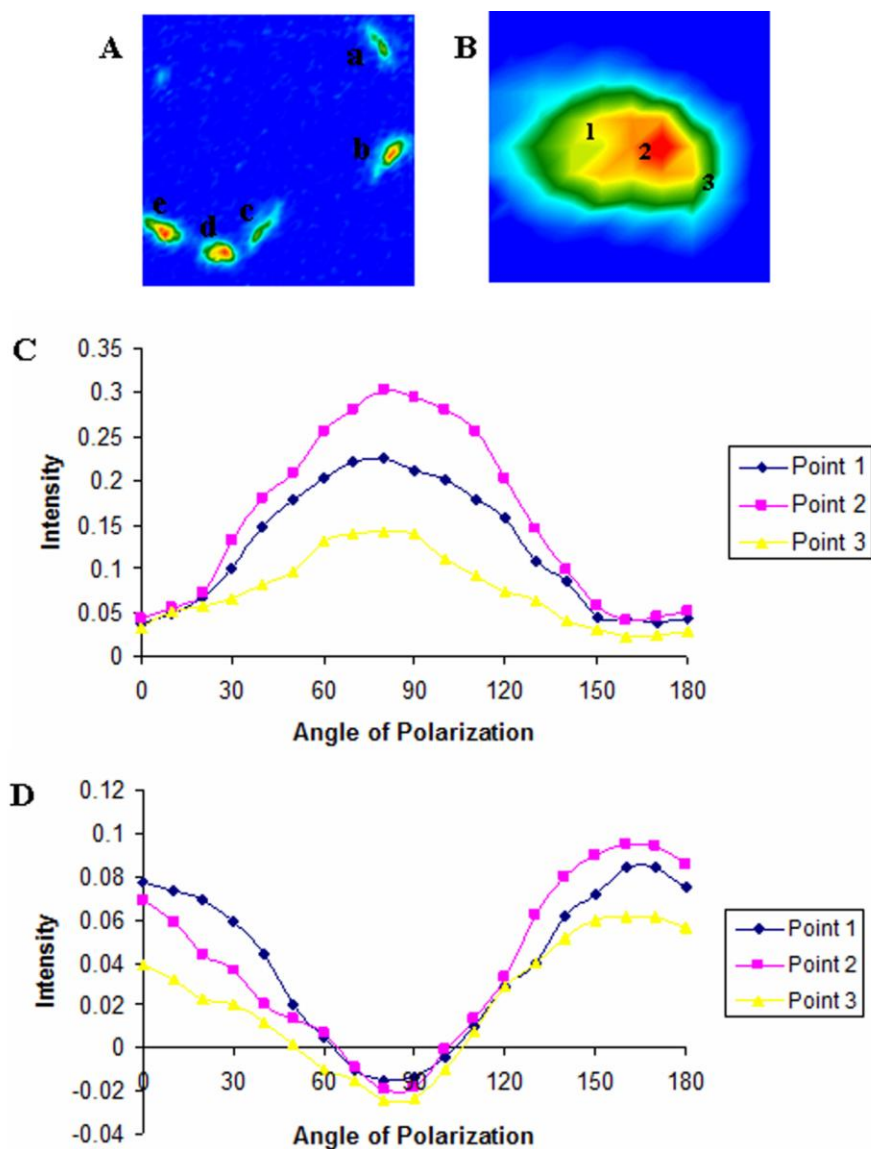 A
B
a
b
c
d
e
1
2
3
C
0.35
0.3
0.25
0.2
0.15
0.1
0.05
0
Intensity
0 30 60 90 120 150 180
Angle of Polarization
Point 1
Point 2
Point 3
D
0.12
0.1
0.08
0.06
0.04
0.02
0
-0.02
-0.04
Intensity
0 30 60 90 120 150 180
Angle of Polarization
Point 1
Point 2
Point 3